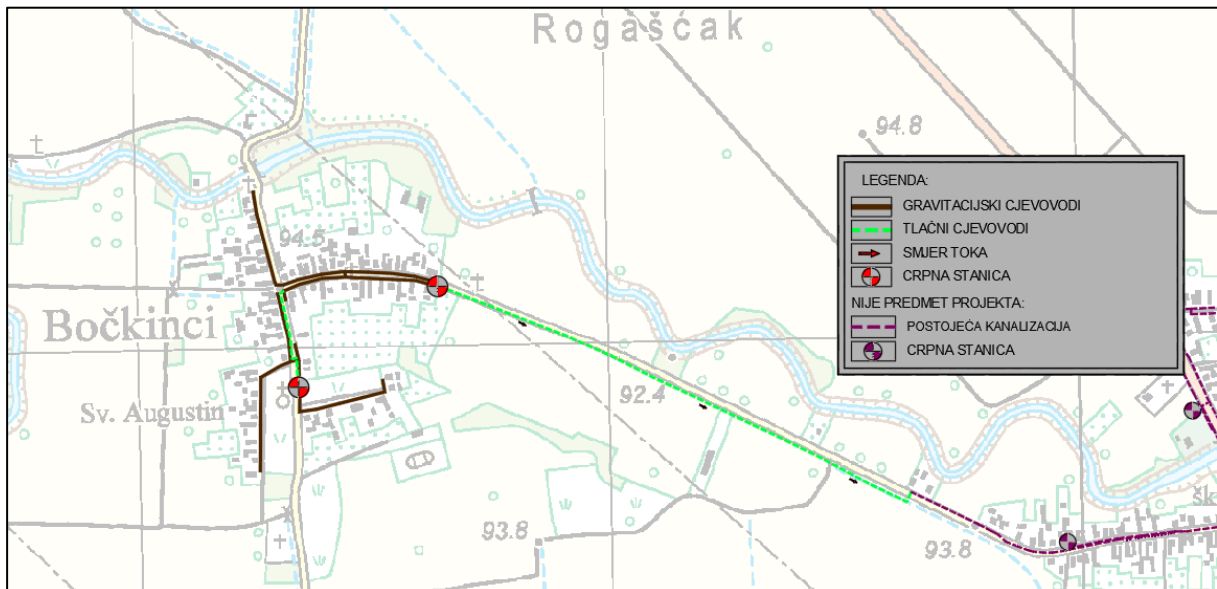 Rogašćak
94.8
LEGENDA:
GRAVITACIJSKI CJEVOVODI
TLAČNI CJEVOVODI
SMJER TOKA
CRPNA STANICA
NIJE PREDMET PROJEKTA:
POSTOJEĆA KANALIZACIJA
CRPNA STANICA
94.5
Bočkinci
92.4
Sv. Augustin
šk
93.8
93.8